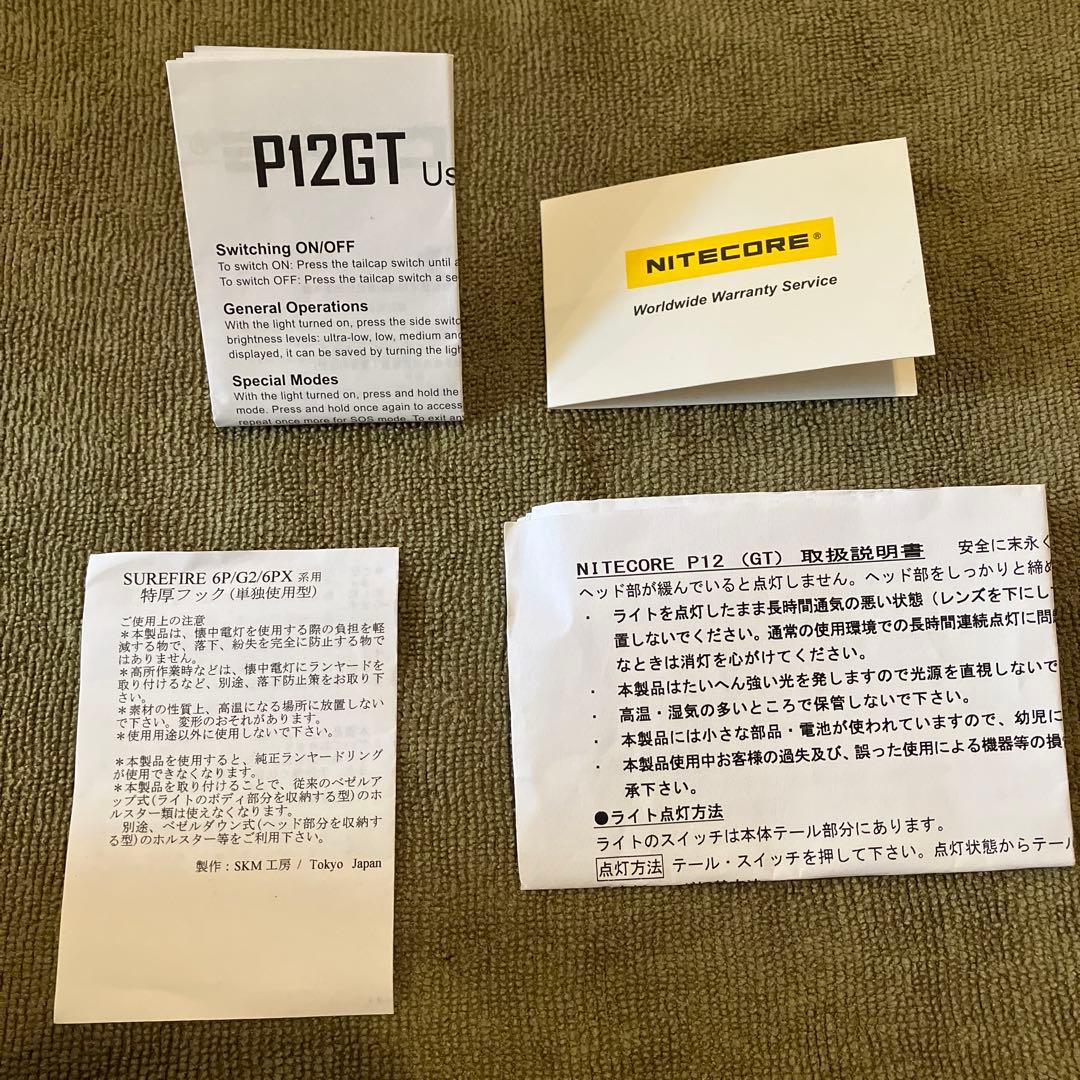 P12GT Us
Switching ON/OFF
To switch ON: Press the tailcap switch until a
To switch OFF: Press the tailcap switch a se
General Operations
With the light turned on, press the side switc
brightness levels: ultra-low, low, medium and
displayed, it can be saved by turning the ligh
Special Modes
With the light turned on, press and hold the
mode. Press and hold once again to access
repeat once more for SOS mode. To exit an
NITECORE®
Worldwide Warranty Service
SUREFIRE 6P/G2/6PX 系用
特厚フック(単独使用型)
ご使用上の注意
＊本製品は、懐中電灯を使用する際の負担を軽
減する物で、落下、紛失を完全に防止する物で
はありません。
＊高所作業時などは、懐中電灯にランヤードを
取り付けるなど、別途、落下防止策をお取り下
さい。
＊素材の性質上、高温になる場所に放置しない
で下さい。変形のおそれがあります。
＊使用用途以外に使用しないで下さい。
＊本製品を使用すると、純正ランヤードリング
が使用できなくなります。
＊本製品を取り付けることで、従来のベゼルア
ップ式(ライトのボディ部分を収納する型)のホ
ルスター類は使えなくなります。
別途、ベゼルダウン式(ヘッド部分を収納す
る型)のホルスター等をご利用下さい。
製作：SKM工房 / Tokyo Japan
NITECORE P12 (GT) 取扱説明書 安全に末永く
ヘッド部が緩んでいると点灯しません。ヘッド部をしっかりと締め
・ ライトを点灯したまま長時間通気の悪い状態（レンズを下にし
置しないでください。通常の使用環境での長時間連続点灯に問
なときは消灯を心がけてください。
・ 本製品はたいへん強い光を発しますので光源を直視しないで
・ 高温・湿気の多いところで保管しないで下さい。
・ 本製品には小さな部品・電池が使われていますので、幼児に
・ 本製品使用中お客様の過失及び、誤った使用による機器等の損
承下さい。
●ライト点灯方法
ライトのスイッチは本体テール部分にあります。
点灯方法 テール・スイッチを押して下さい。点灯状態からテー